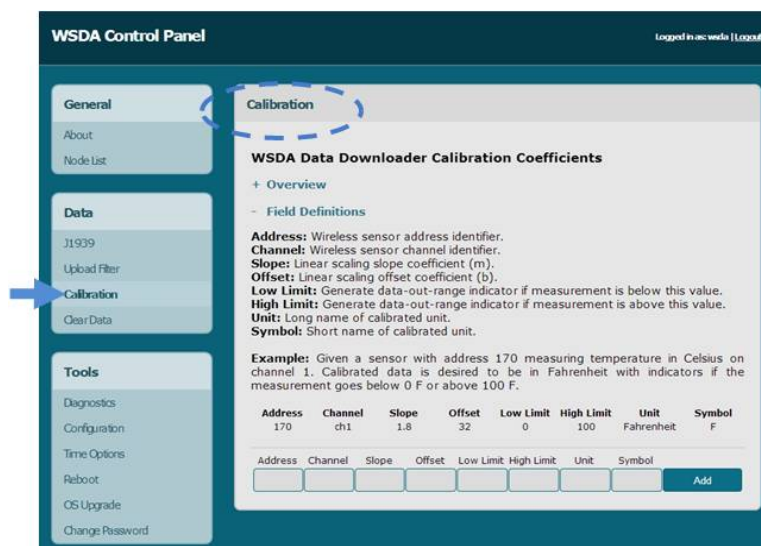 WSDA Control Panel
Logged in as: wsda | Logout
General
About
Node List
Data
J1939
Upload Filter
Calibration
Clear Data
Tools
Diagnostics
Configuration
Time Options
Reboot
OS Upgrade
Change Password
Calibration
WSDA Data Downloader Calibration Coefficients
+ Overview
- Field Definitions
Address: Wireless sensor address identifier.
Channel: Wireless sensor channel identifier.
Slope: Linear scaling slope coefficient (m).
Offset: Linear scaling offset coefficient (b).
Low Limit: Generate data-out-range indicator if measurement is below this value.
High Limit: Generate data-out-range indicator if measurement is above this value.
Unit: Long name of calibrated unit.
Symbol: Short name of calibrated unit.
Example: Given a sensor with address 170 measuring temperature in Celsius on
channel 1. Calibrated data is desired to be in Fahrenheit with indicators if the
measurement goes below 0 F or above 100 F.
Address Channel Slope Offset Low Limit High Limit Unit Symbol
170 ch1 1.8 32 0 100 Fahrenheit F
Address Channel Slope Offset Low Limit High Limit Unit Symbol
Add